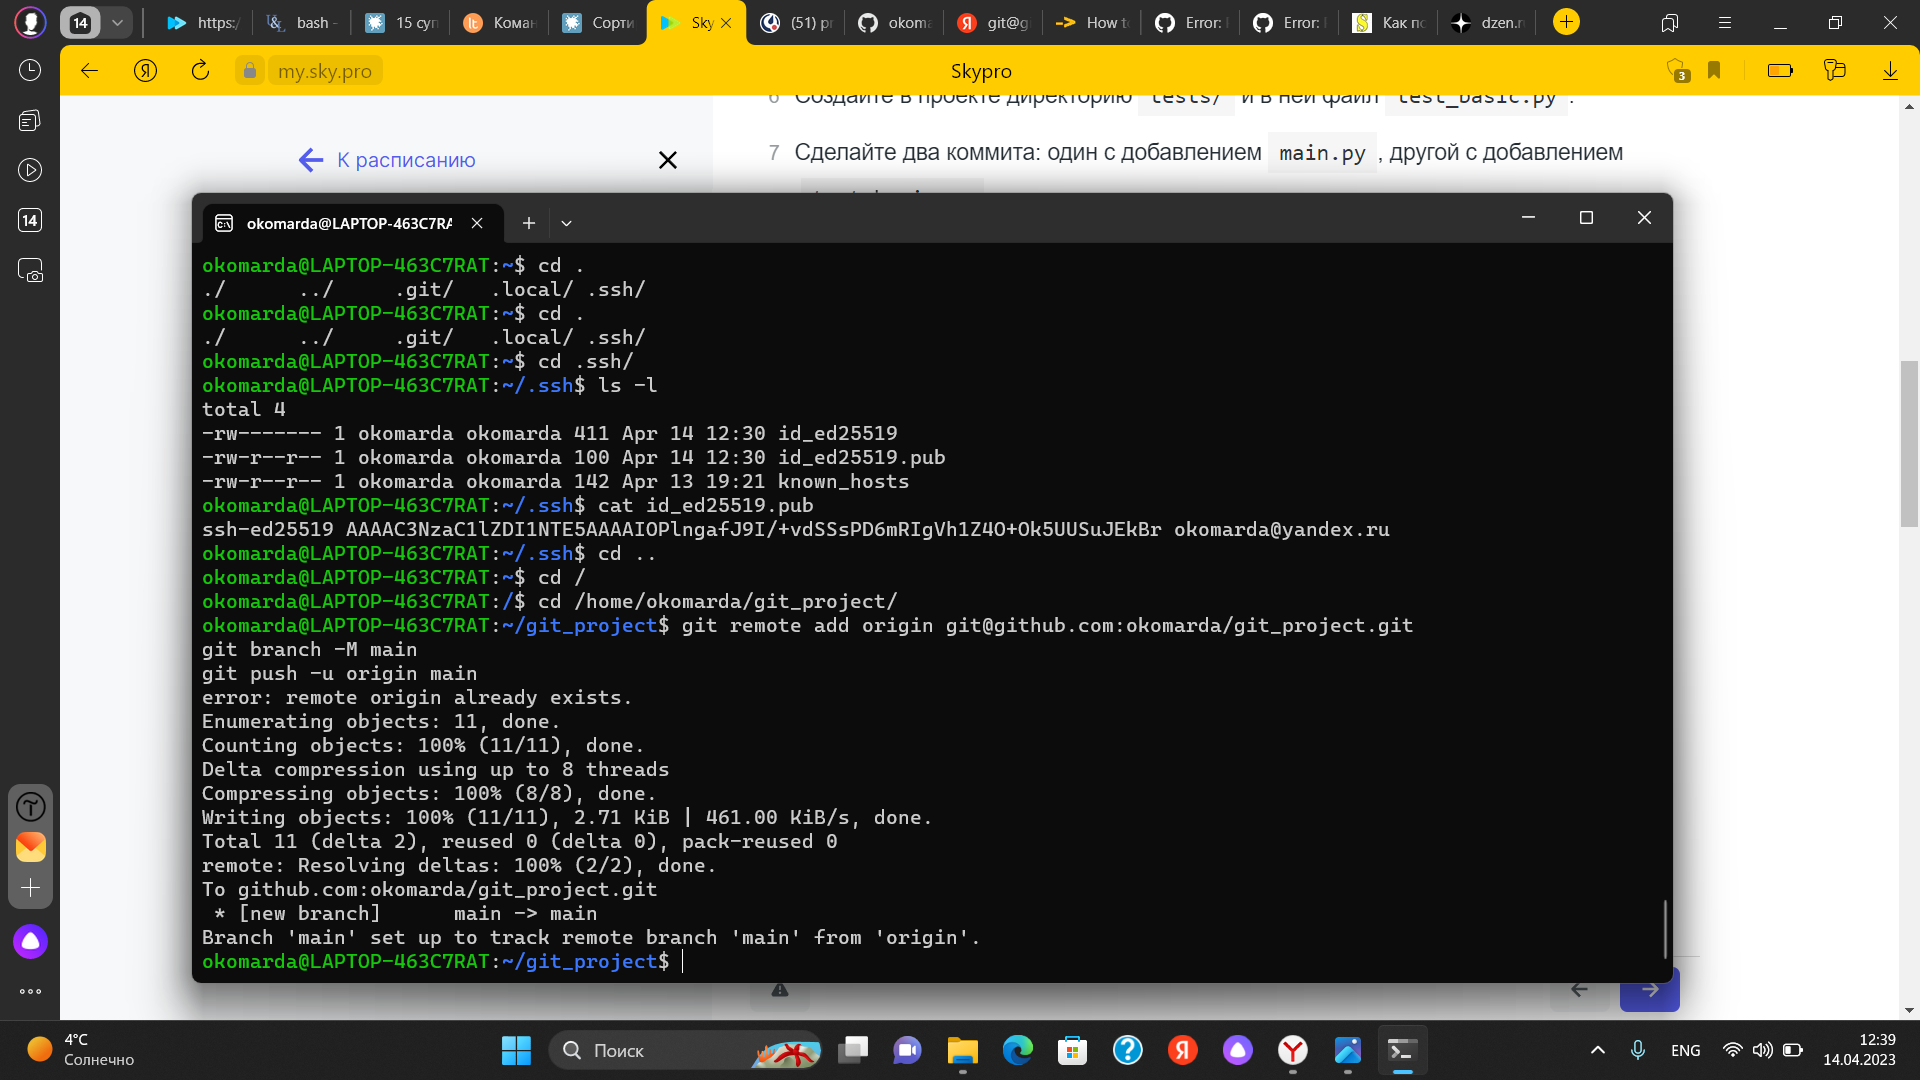 14
https:/
bash -
15 суп
Коман
Сорти
Sky
(51) pr
okoma
git@g
How to
Error: 
Error: 
Как по
dzen.r
my.sky.pro
Skypro
3
6 Создайте в проекте директорию tests/ и в ней файл test_basic.py .
К расписанию
7 Сделайте два коммита: один с добавлением main.py , другой с добавлением
14
okomarda@LAPTOP-463C7RA
okomarda@LAPTOP-463C7RAT:~$ cd .
./ ../ .git/ .local/ .ssh/
okomarda@LAPTOP-463C7RAT:~$ cd .
./ ../ .git/ .local/ .ssh/
okomarda@LAPTOP-463C7RAT:~$ cd .ssh/
okomarda@LAPTOP-463C7RAT:~/.ssh$ ls -l
total 4
-rw------- 1 okomarda okomarda 411 Apr 14 12:30 id_ed25519
-rw-r--r-- 1 okomarda okomarda 100 Apr 14 12:30 id_ed25519.pub
-rw-r--r-- 1 okomarda okomarda 142 Apr 13 19:21 known_hosts
okomarda@LAPTOP-463C7RAT:~/.ssh$ cat id_ed25519.pub
ssh-ed25519 AAAAC3NzaC1lZDI1NTE5AAAAIOPlngafJ9I/+vdSSsPD6mRIgVh1Z4O+Ok5UUSuJEkBr okomarda@yandex.ru
okomarda@LAPTOP-463C7RAT:~/.ssh$ cd ..
okomarda@LAPTOP-463C7RAT:~$ cd /
okomarda@LAPTOP-463C7RAT:/$ cd /home/okomarda/git_project/
okomarda@LAPTOP-463C7RAT:~/git_project$ git remote add origin git@github.com:okomarda/git_project.git
git branch -M main
git push -u origin main
error: remote origin already exists.
Enumerating objects: 11, done.
Counting objects: 100% (11/11), done.
Delta compression using up to 8 threads
Compressing objects: 100% (8/8), done.
Writing objects: 100% (11/11), 2.71 KiB | 461.00 KiB/s, done.
Total 11 (delta 2), reused 0 (delta 0), pack-reused 0
remote: Resolving deltas: 100% (2/2), done.
To github.com:okomarda/git_project.git
* [new branch] main -> main
Branch 'main' set up to track remote branch 'main' from 'origin'.
okomarda@LAPTOP-463C7RAT:~/git_project$
4°C
Солнечно
Поиск
ENG
12:39
14.04.2023